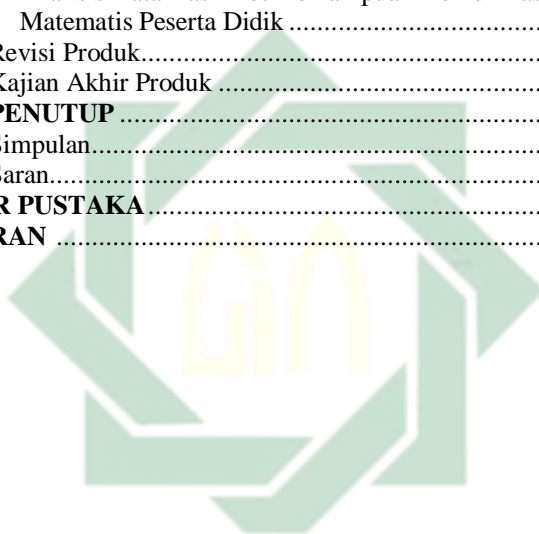 Matematis Peserta Didik ........................................
Revisi Produk........................................
Kajian Akhir Produk ........................................
PENUTUP ........................................
Simpulan........................................
Saran........................................
R PUSTAKA........................................
RAN ........................................